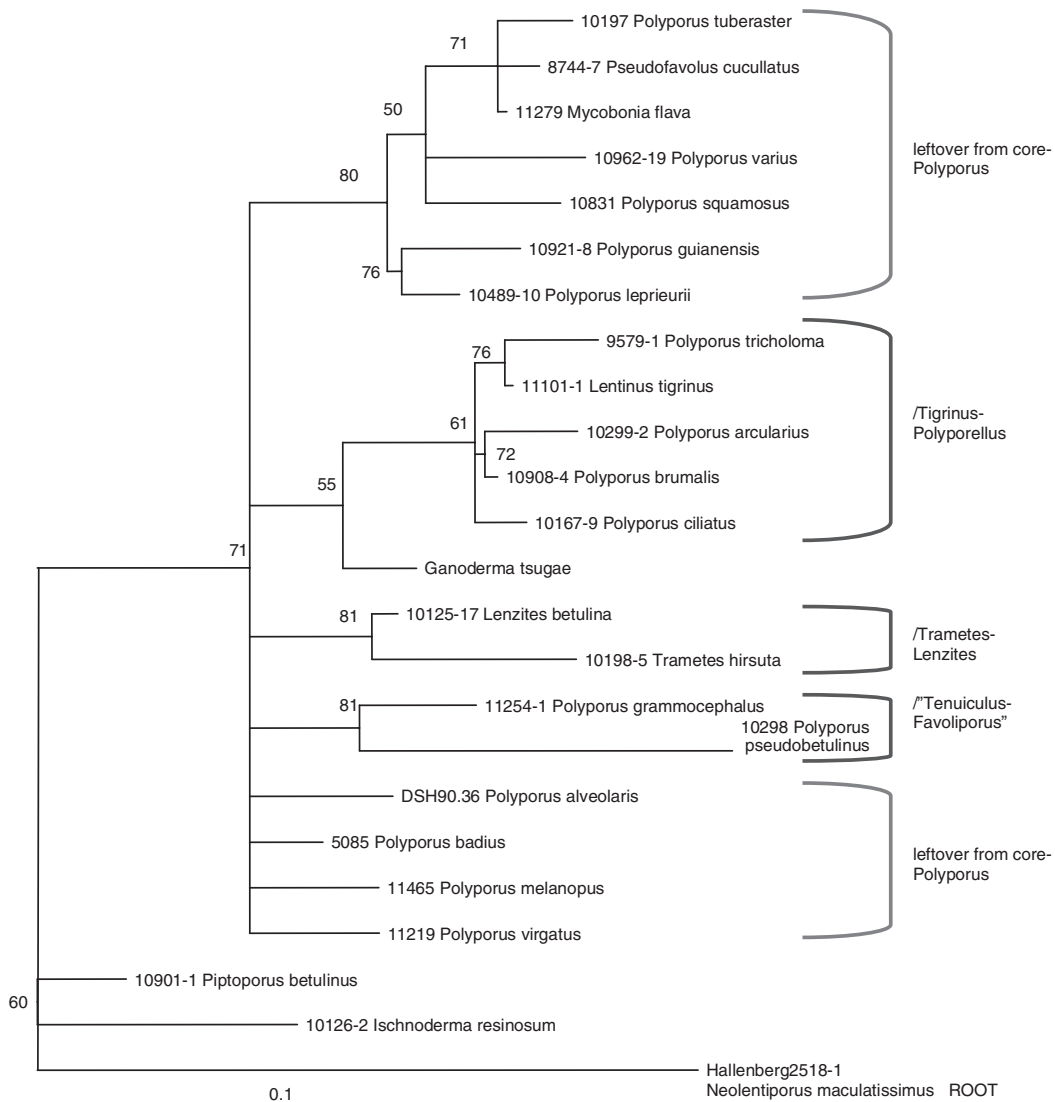 10197 Polyporus tuberaster
71
8744-7 Pseudofavolus cucullatus
50
11279 Mycobonia flava
leftover from core-
Polyporus
10962-19 Polyporus varius
80
10831 Polyporus squamosus
10921-8 Polyporus guianensis
76
10489-10 Polyporus leprieurii
9579-1 Polyporus tricholoma
76
11101-1 Lentinus tigrinus
/Tigrinus-
Polyporellus
61
10299-2 Polyporus arcularius
72
10908-4 Polyporus brumalis
55
10167-9 Polyporus ciliatus
71
Ganoderma tsugae
81
10125-17 Lenzites betulina
/Trametes-
Lenzites
10198-5 Trametes hirsuta
81
11254-1 Polyporus grammocephalus
/"Tenuiculus-
Favoliporus"
10298 Polyporus
pseudobetulinus
DSH90.36 Polyporus alveolaris
5085 Polyporus badius
leftover from core-
Polyporus
11465 Polyporus melanopus
11219 Polyporus virgatus
10901-1 Piptoporus betulinus
60
10126-2 Ischnoderma resinosum
Hallenberg2518-1
Neolentiporus maculatissimus ROOT
0.1